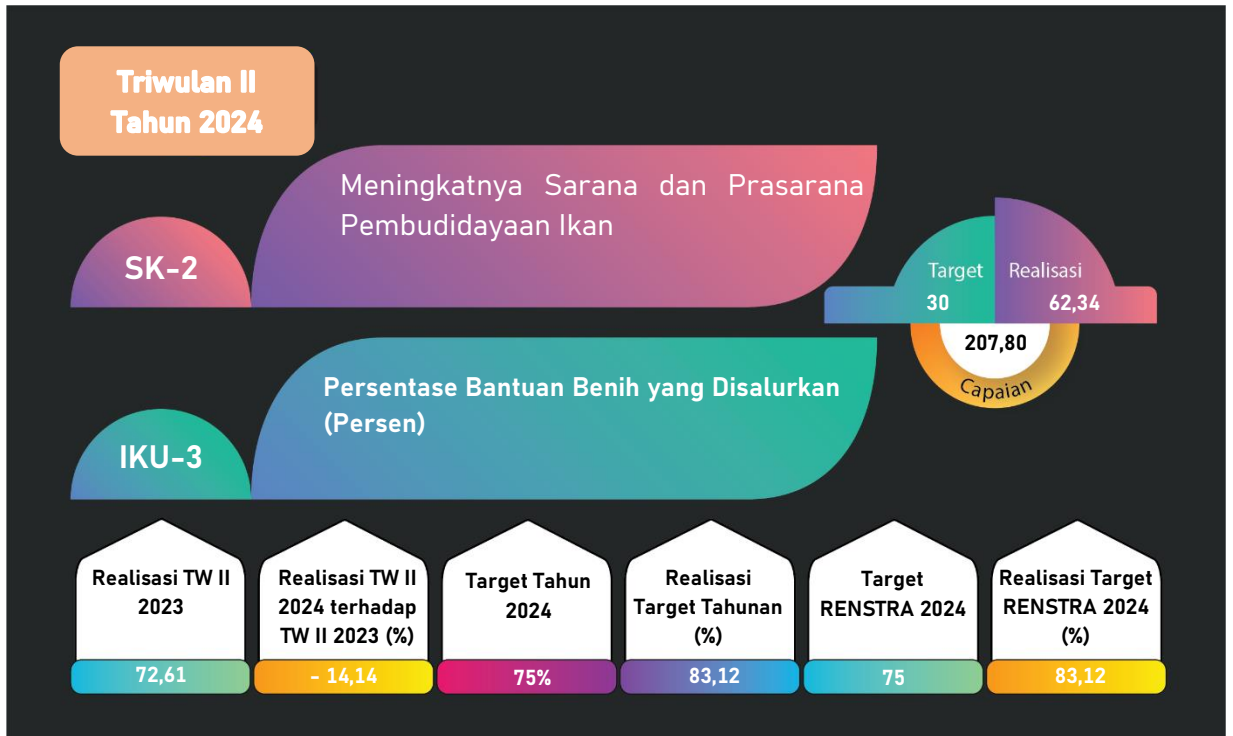 Triwulan II
Tahun 2024
Meningkatnya Sarana dan Prasarana
Pembudidayaan Ikan
SK-2
Target
Realisasi
30
62,34
207,80
Capaian
Persentase Bantuan Benih yang Disalurkan
(Persen)
IKU-3
Realisasi TW II
2023
72,61
Realisasi TW II
2024 terhadap
TW II 2023 (%)
- 14,14
Target Tahun
2024
75%
Realisasi
Target Tahunan
(%)
83,12
Target
RENSTRA 2024
75
Realisasi Target
RENSTRA 2024
(%)
83,12